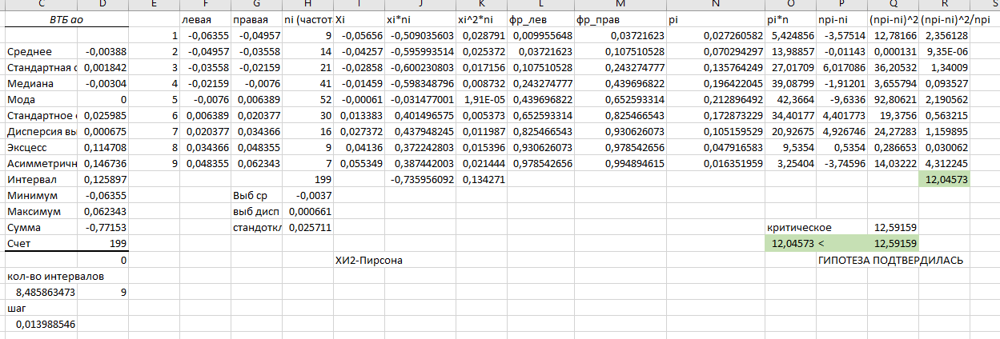 C D E F G H I J K L M N O P Q R S
ВТБ ао левая правая ni (частот Xi xi*ni xi^2*ni фр_лев фр_прав pi pi*n npi-ni (npi-ni)^2 (npi-ni)^2/npi
1 -0,06355 -0,04957 9 -0,05656 -0,509035603 0,028791 0,009955648 0,03721623 0,027260582 5,424856 -3,57514 12,78166 2,356128
Среднее -0,00388 2 -0,04957 -0,03558 14 -0,04257 -0,595993514 0,025372 0,03721623 0,107510528 0,070294297 13,98857 -0,01143 0,000131 9,35E-06
Стандартная о 0,001842 3 -0,03558 -0,02159 21 -0,02858 -0,600230803 0,017156 0,107510528 0,243274777 0,135764249 27,01709 6,017086 36,20532 1,34009
Медиана -0,00304 4 -0,02159 -0,0076 41 -0,01459 -0,598348796 0,008732 0,243274777 0,439696822 0,196422045 39,08799 -1,91201 3,655794 0,093527
Мода 0 5 -0,0076 0,006389 52 -0,00061 -0,031477001 1,91E-05 0,439696822 0,652593314 0,212896492 42,3664 -9,6336 92,80621 2,190562
Стандартное 0,025985 6 0,006389 0,020377 30 0,013383 0,401496575 0,005373 0,652593314 0,825466543 0,172873229 34,40177 4,401773 19,3756 0,563215
Дисперсия вы 0,000675 7 0,020377 0,034366 16 0,027372 0,437948245 0,011987 0,825466543 0,930626073 0,105159529 20,92675 4,926746 24,27283 1,159895
Эксцесс 0,114708 8 0,034366 0,048355 9 0,04136 0,372242803 0,015396 0,930626073 0,978542656 0,047916583 9,5354 0,5354 0,286653 0,030062
Асимметричн 0,146736 9 0,048355 0,062343 7 0,055349 0,387442003 0,021444 0,978542656 0,994894615 0,016351959 3,25404 -3,74596 14,03222 4,312245
Интервал 0,125897 199 -0,735956092 0,134271 12,04573
Минимум -0,06355 Выб ср -0,0037
Максимум 0,062343 выб дисп 0,000661
Сумма -0,77153 стандоткл 0,025711 критическое 12,59159
Счет 199 12,04573 < 12,59159
0 ХИ2-Пирсона ГИПОТЕЗА ПОДТВЕРДИЛАСЬ
кол-во интервалов
8,485863473 9
шаг
0,013988546